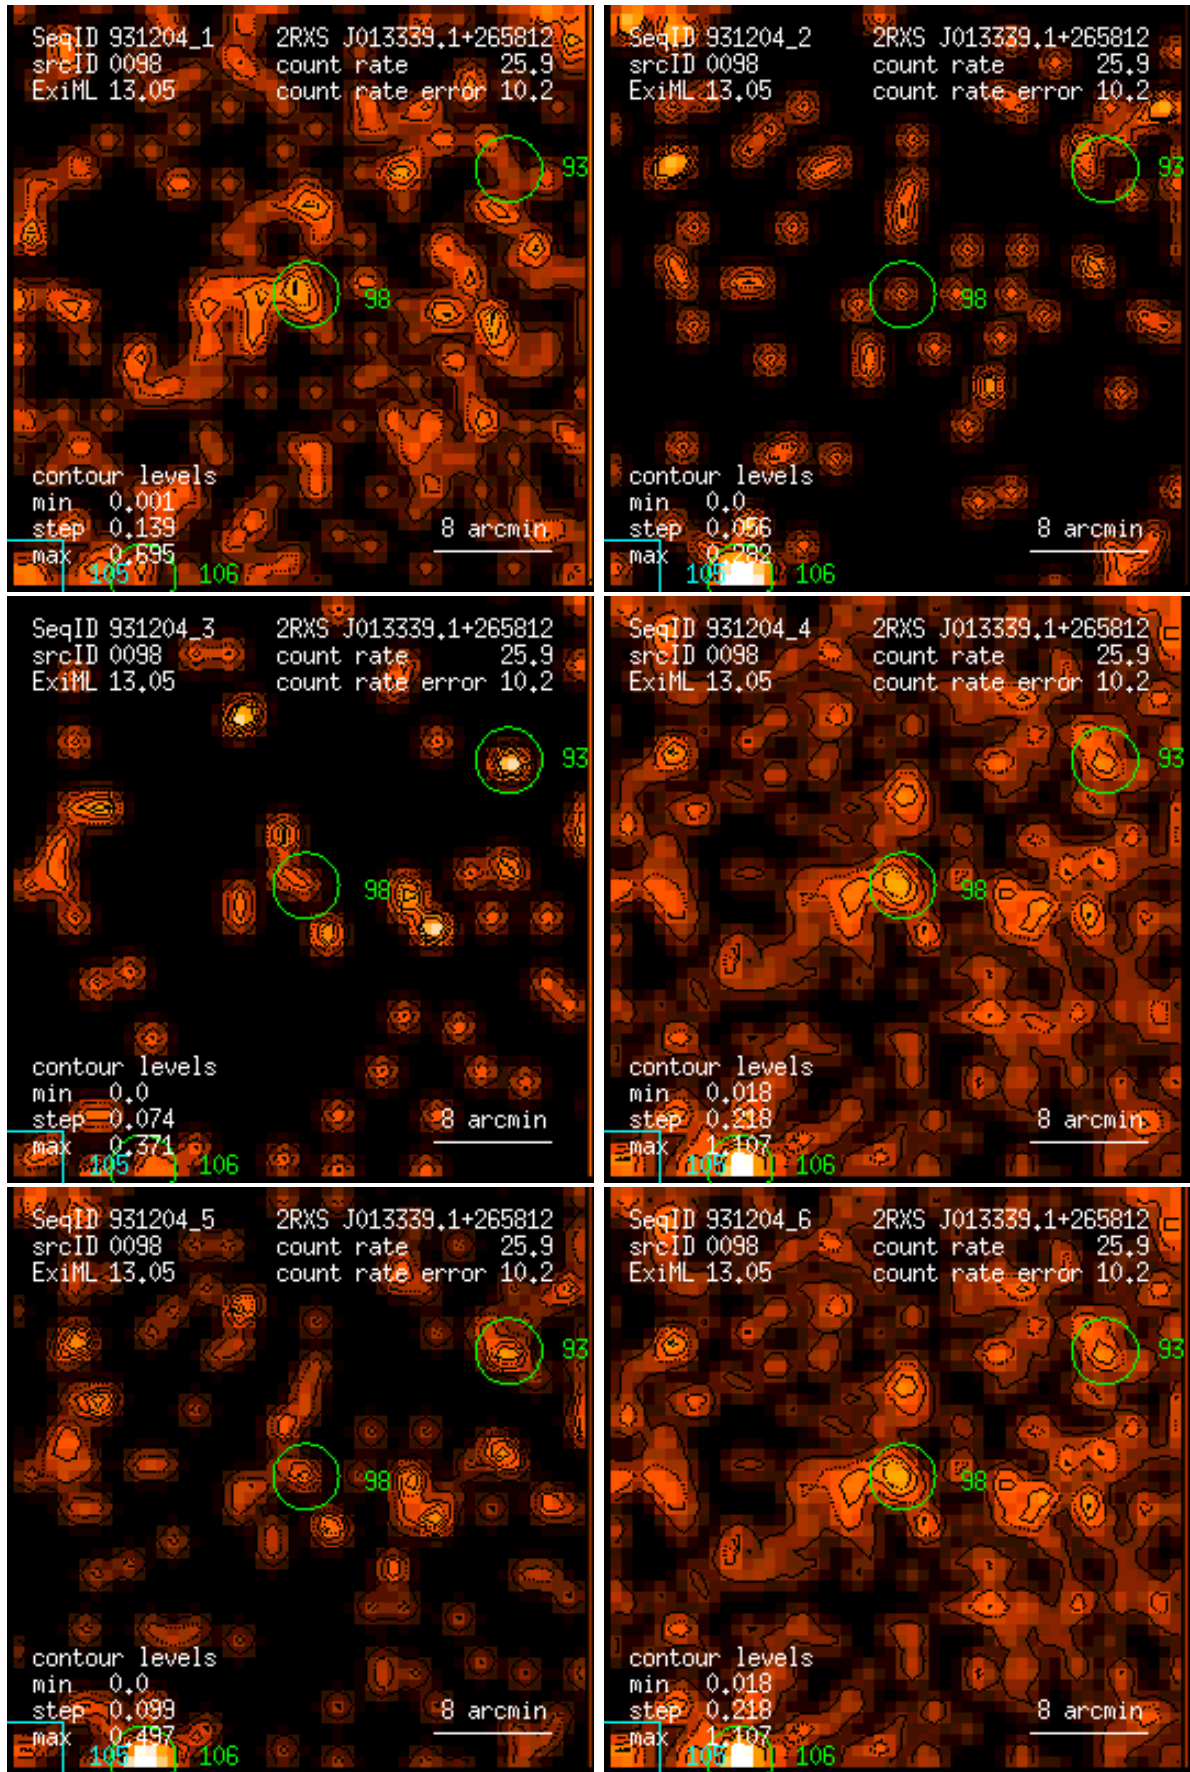 SeqID 931204_1 2RXS J013339.1+265812
srcID 0098 count rate 25.9
ExiML 13.05 count rate error 10.2
93
98
contour levels
min 0.001
step 0.139 8 arcmin
max 0.695
105 106
SeqID 931204_2 2RXS J013339.1+265812
srcID 0098 count rate 25.9
ExiML 13.05 count rate error 10.2
93
98
contour levels
min 0.0
step 0.056 8 arcmin
max 0.282
105 106
SeqID 931204_3 2RXS J013339.1+265812
srcID 0098 count rate 25.9
ExiML 13.05 count rate error 10.2
93
98
contour levels
min 0.0
step 0.074 8 arcmin
max 0.371
105 106
SeqID 931204_4 2RXS J013339.1+265812
srcID 0098 count rate 25.9
ExiML 13.05 count rate error 10.2
93
98
contour levels
min 0.018
step 0.218 8 arcmin
max 1.107
105 106
SeqID 931204_5 2RXS J013339.1+265812
srcID 0098 count rate 25.9
ExiML 13.05 count rate error 10.2
93
98
contour levels
min 0.0
step 0.099 8 arcmin
max 0.497
105 106
SeqID 931204_6 2RXS J013339.1+265812
srcID 0098 count rate 25.9
ExiML 13.05 count rate error 10.2
93
98
contour levels
min 0.018
step 0.218 8 arcmin
max 1.107
105 106